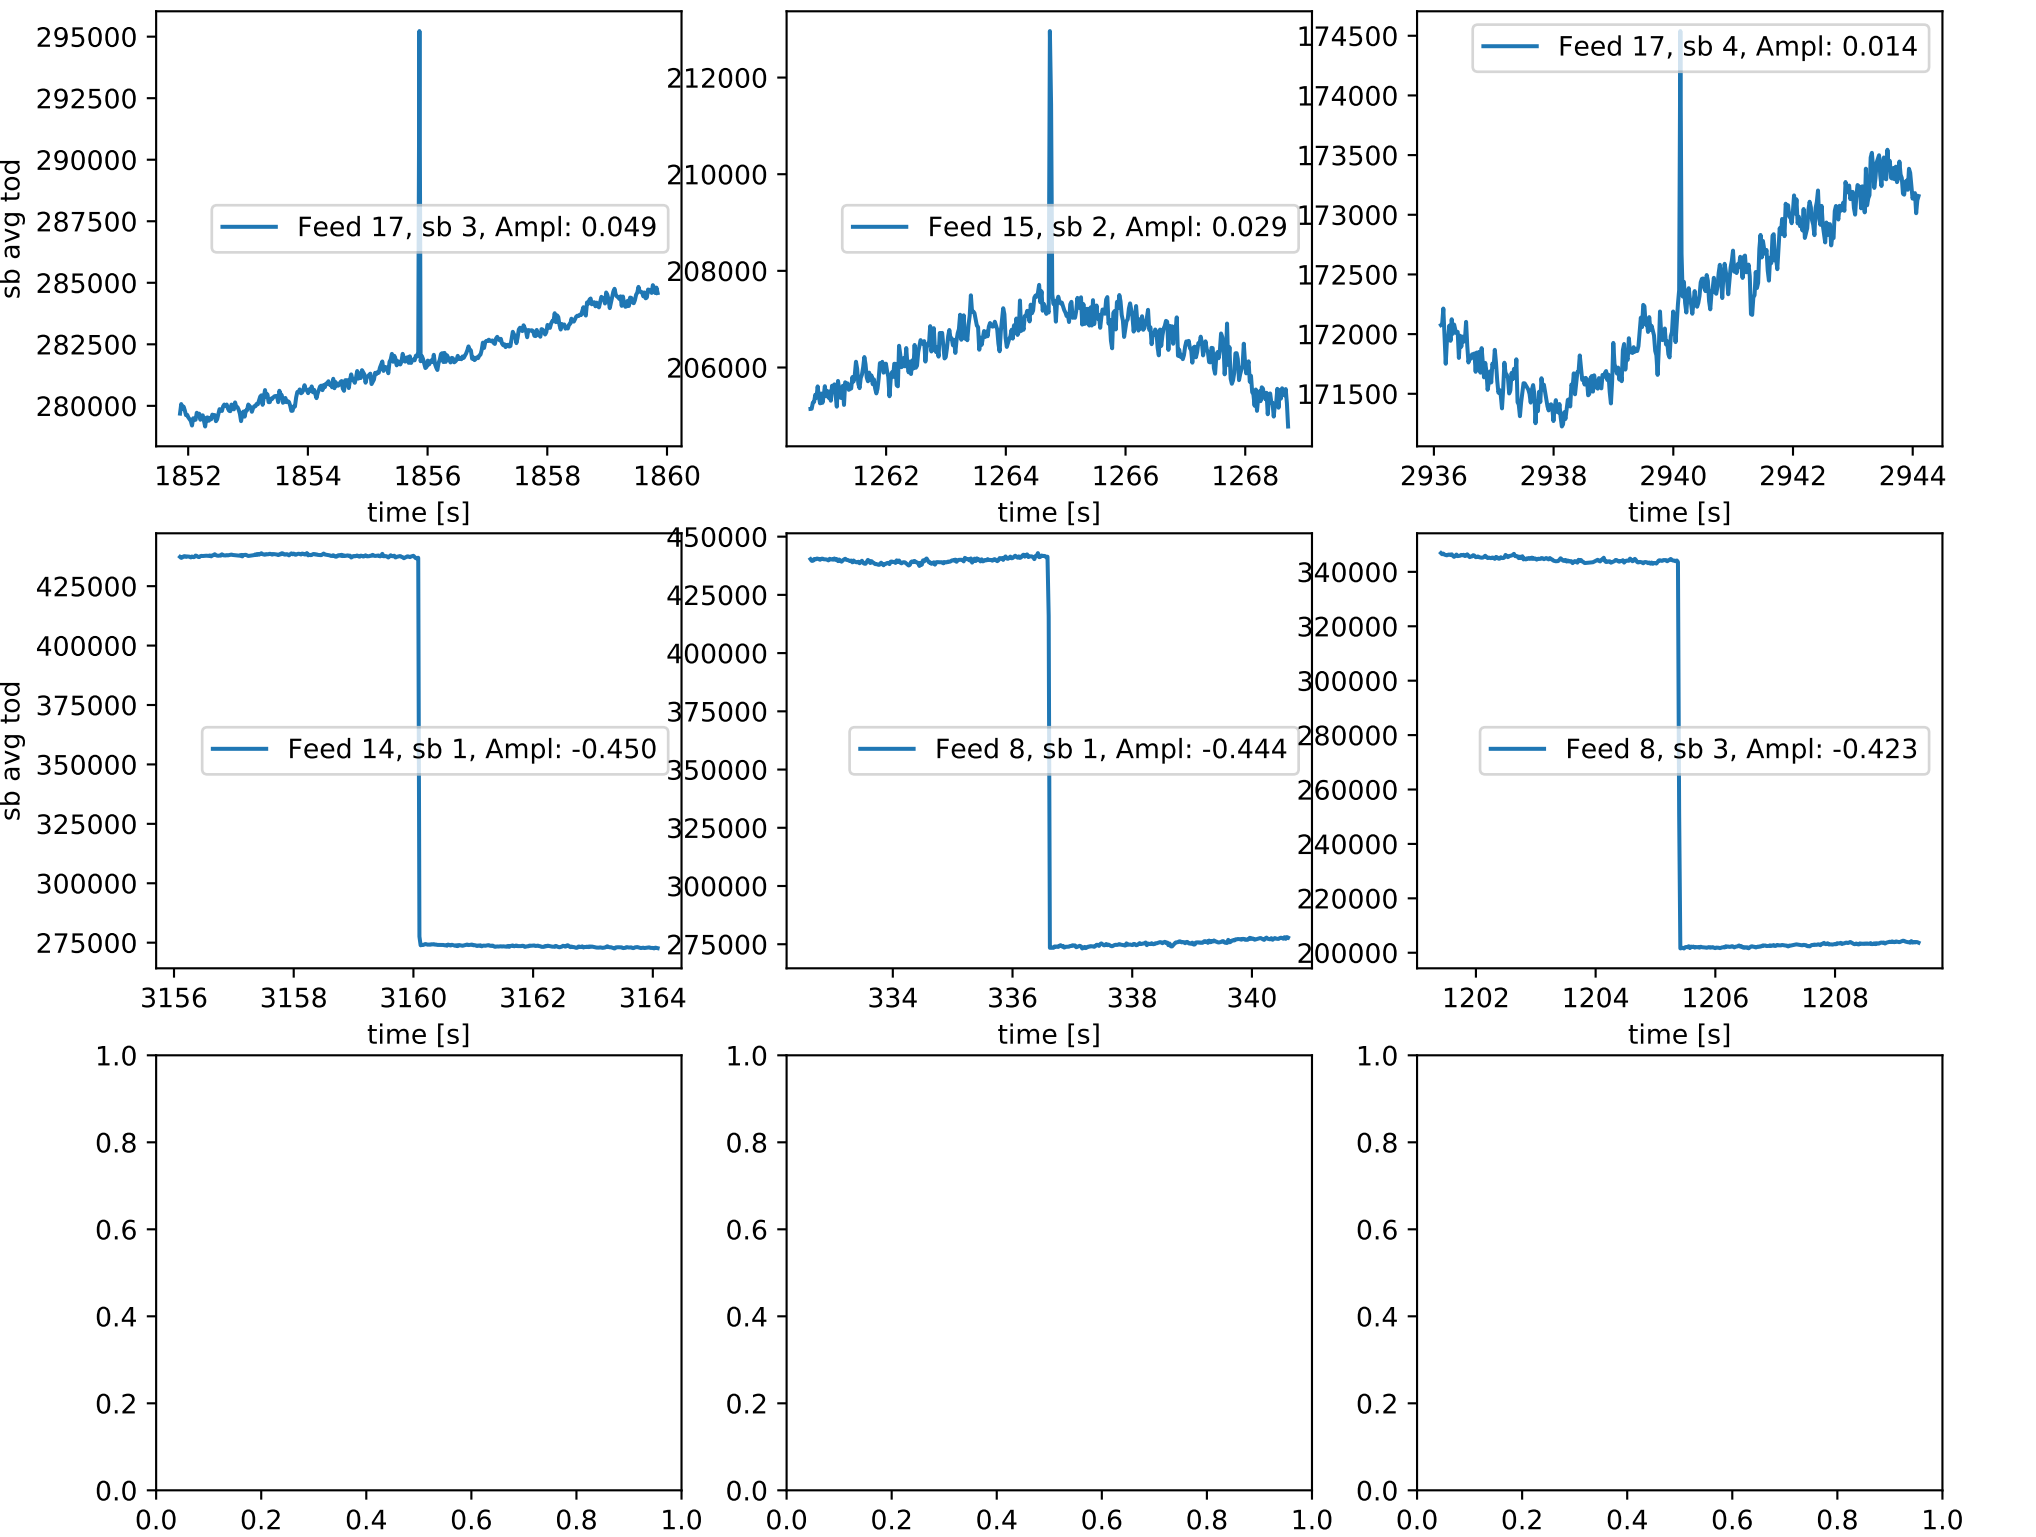 295000
292500
290000
287500
285000
282500
280000
sb avg tod
Feed 17, sb 3, Ampl: 0.049
1852 1854 1856 1858 1860
time [s]
212000
210000
208000
206000
Feed 15, sb 2, Ampl: 0.029
1262 1264 1266 1268
time [s]
174500
174000
173500
173000
172500
172000
171500
Feed 17, sb 4, Ampl: 0.014
2936 2938 2940 2942 2944
time [s]
425000
400000
375000
350000
325000
300000
275000
sb avg tod
Feed 14, sb 1, Ampl: -0.450
3156 3158 3160 3162 3164
time [s]
450000
425000
400000
375000
350000
325000
300000
275000
Feed 8, sb 1, Ampl: -0.444
334 336 338 340
time [s]
340000
320000
300000
280000
260000
240000
220000
200000
Feed 8, sb 3, Ampl: -0.423
1202 1204 1206 1208
time [s]
1.0
0.8
0.6
0.4
0.2
0.0
0.0 0.2 0.4 0.6 0.8 1.0
1.0
0.8
0.6
0.4
0.2
0.0
0.0 0.2 0.4 0.6 0.8 1.0
1.0
0.8
0.6
0.4
0.2
0.0
0.0 0.2 0.4 0.6 0.8 1.0